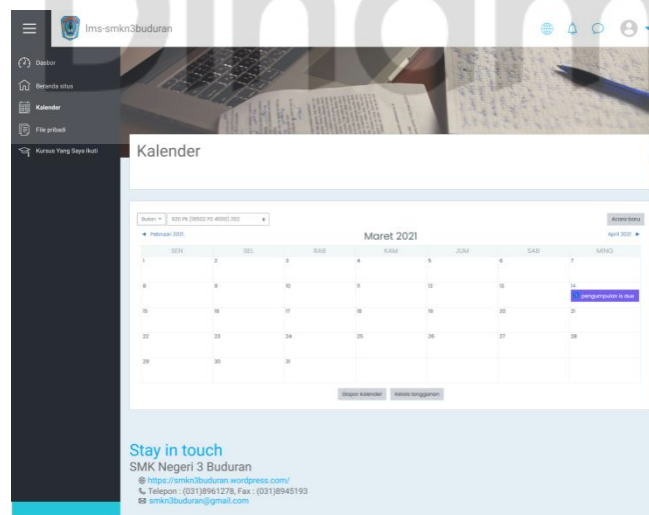 lms-smkn3buduran
Dasbor
Beranda situs
Kalender
File pribadi
Kursus Yang Saya Ikuti
Kalender
Bulan
Acara baru
◄ Februari 2021
Maret 2021
April 2021 ►
SEN SEL RAB KAM JUM SAB MING
1 2 3 4 5 6 7
8 9 10 11 12 13 14
pengumpulan
15 16 17 18 19 20 21
22 23 24 25 26 27 28
29 30 31
Ekspor Kalender Kelola langganan
Stay in touch
SMK Negeri 3 Buduran
https://smkn3buduran.wordpress.com/
Telepon : (031)8961278, Fax : (031)8945193
smkn3buduran@gmail.com